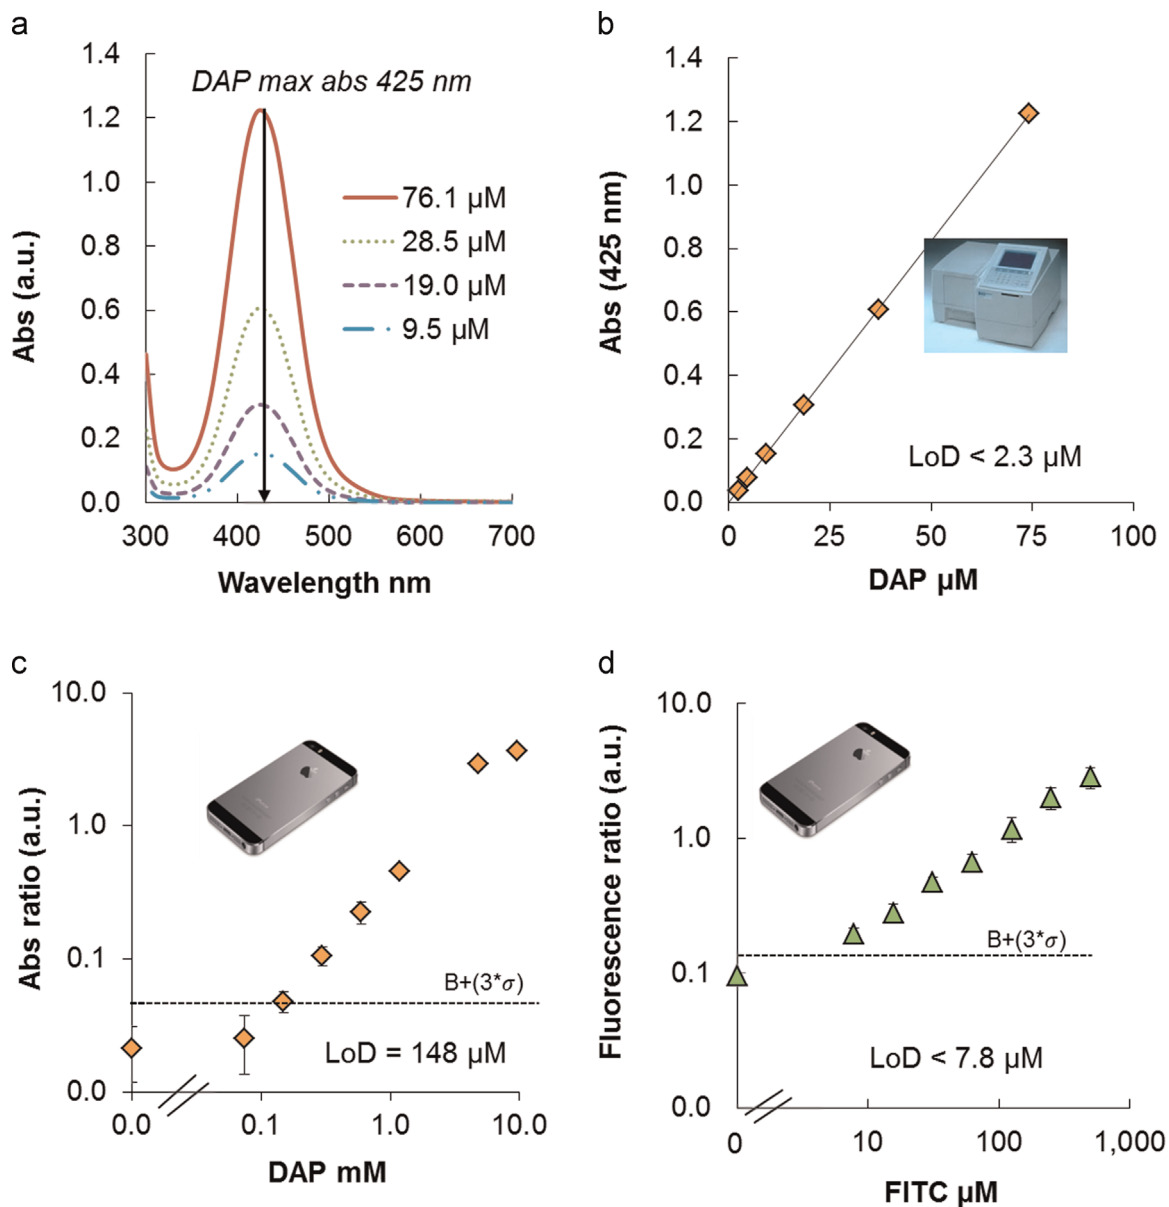 a
1.4
1.2
1.0
0.8
0.6
0.4
0.2
0.0
Abs (a.u.)
DAP max abs 425 nm
76.1 µM
28.5 µM
19.0 µM
9.5 µM
300 400 500 600 700
Wavelength nm
b
1.4
1.2
1.0
0.8
0.6
0.4
0.2
0.0
Abs (425 nm)
LoD < 2.3 µM
0 25 50 75 100
DAP µM
c
10.0
1.0
0.1
0.0
Abs ratio (a.u.)
B+(3*σ)
LoD = 148 µM
0.0 0.1 1.0 10.0
DAP mM
d
10.0
1.0
0.1
0.0
Fluorescence ratio (a.u.)
B+(3*σ)
LoD < 7.8 µM
0 10 100 1,000
FITC µM